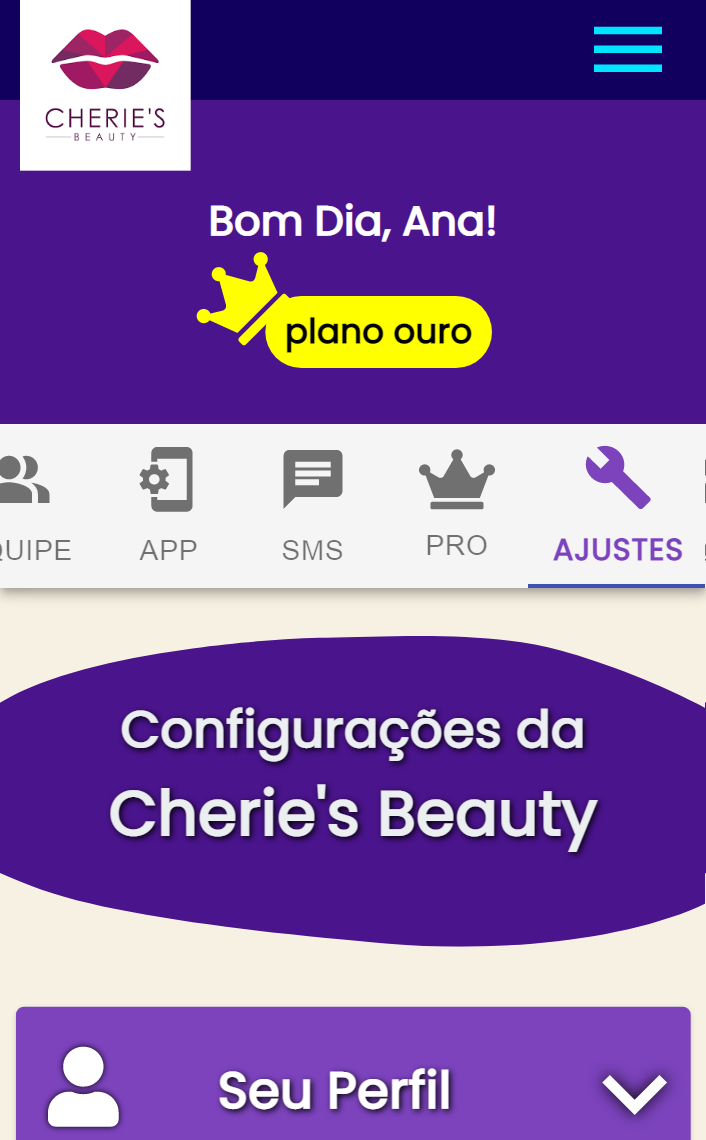 CHERIE'S
BEAUTY
Bom Dia, Ana!
plano ouro
QUIPE APP SMS PRO AJUSTES
Configurações da
Cherie's Beauty
Seu Perfil